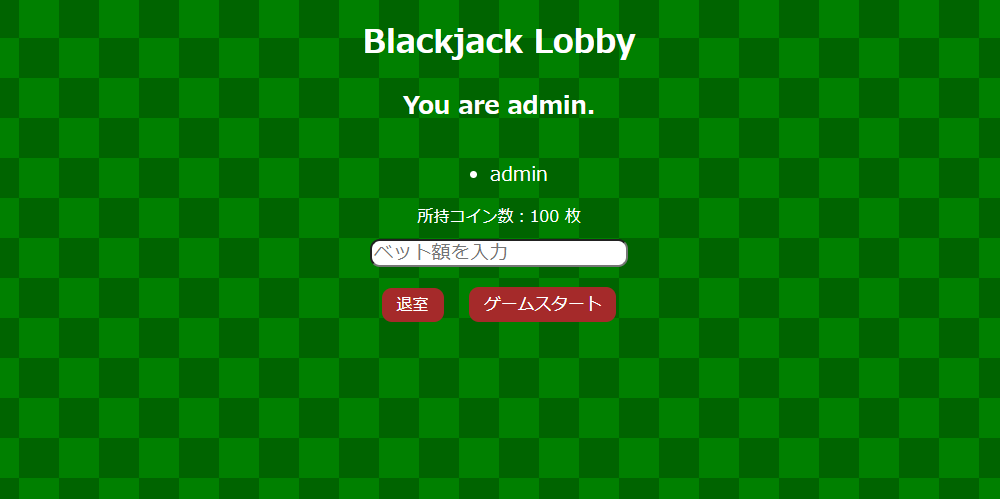 Blackjack Lobby
You are admin.
admin
所持コイン数 : 100 枚
ベット額を入力
退室 ゲームスタート